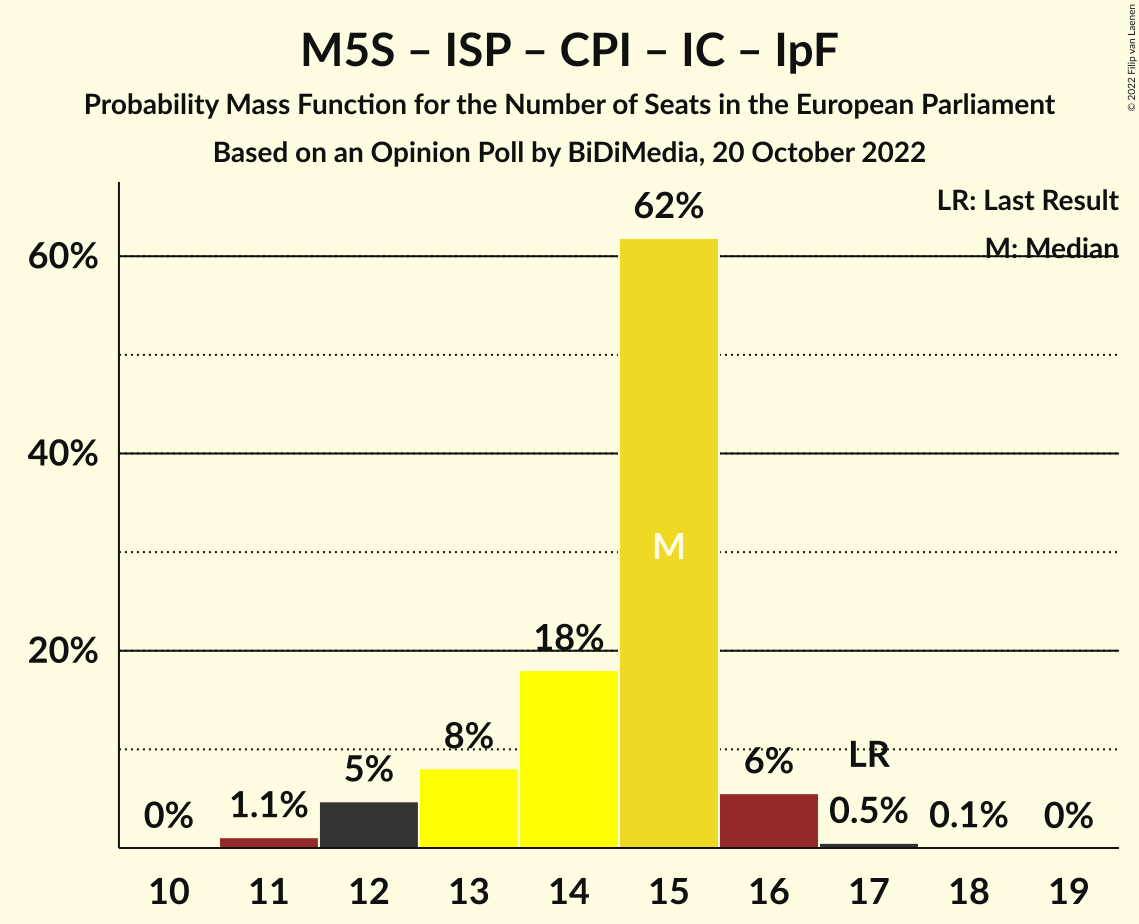 M5S – ISP – CPI – IC – IpF
Probability Mass Function for the Number of Seats in the European Parliament
Based on an Opinion Poll by BiDiMedia, 20 October 2022
© 2022 Filip van Laenen
LR: Last Result
M: Median
60%
40%
20%
0%
1.1%
5%
8%
18%
62%
M
6%
LR
0.5%
0.1%
0%
10 11 12 13 14 15 16 17 18 19